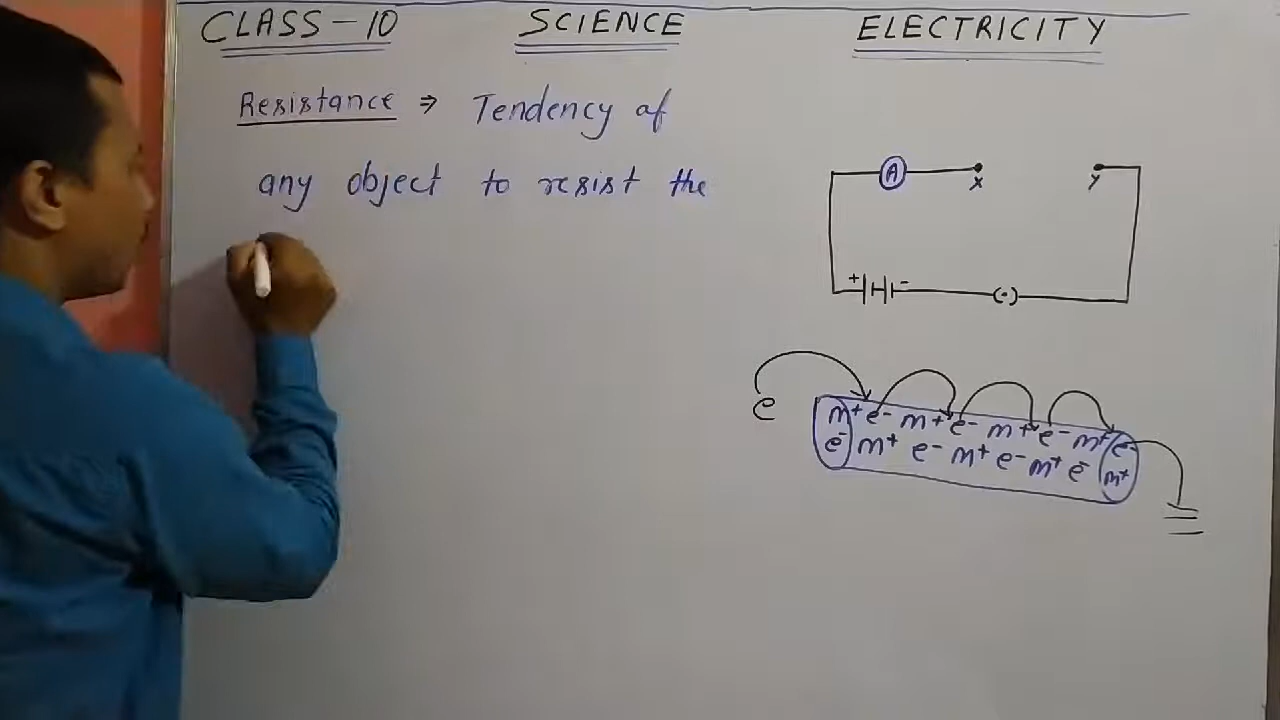 CLASS-10 SCIENCE ELECTRICITY
Resistance ⇒ Tendency of
any object to resist the
A
X Y
+ -
(•)
e
m+ e- m+ e- m+ e- m+ e-
e- m+ e- m+ e- m+ e- m+